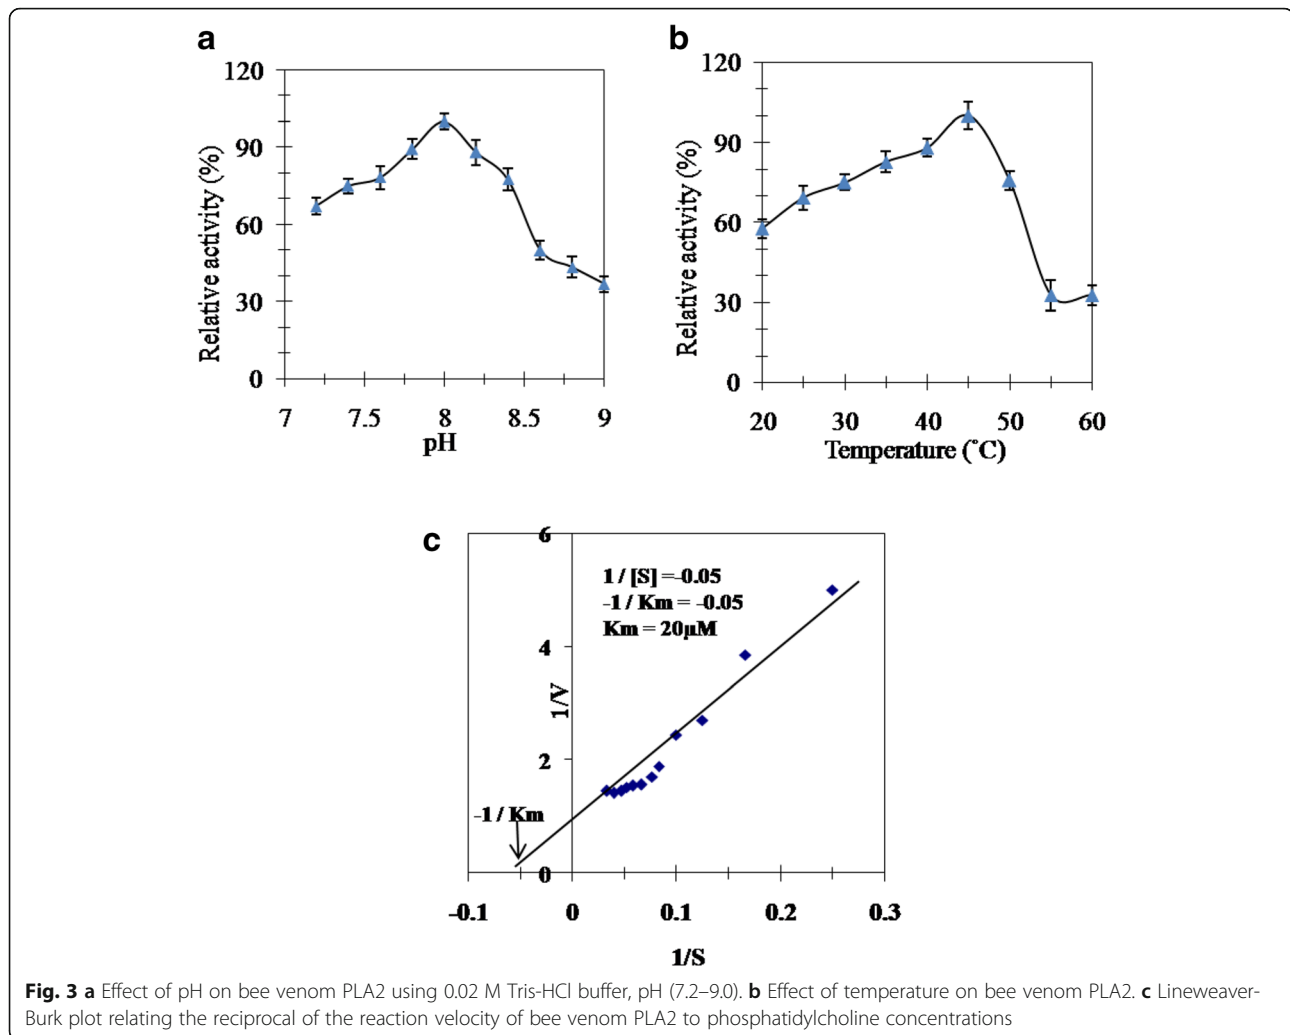 a
120
90
60
30
0
Relative activity (%)
7 7.5 8 8.5 9
pH
b
120
90
60
30
0
Relative activity (%)
20 30 40 50 60
Temperature (˚C)
c
6
4
2
0
1/V
1 / [S] =-0.05
-1 / Km = -0.05
Km = 20µM
-1 / Km
-0.1 0 0.1 0.2 0.3
1/S
Fig. 3 a Effect of pH on bee venom PLA2 using 0.02 M Tris-HCl buffer, pH (7.2–9.0). b Effect of temperature on bee venom PLA2. c Lineweaver-
Burk plot relating the reciprocal of the reaction velocity of bee venom PLA2 to phosphatidylcholine concentrations